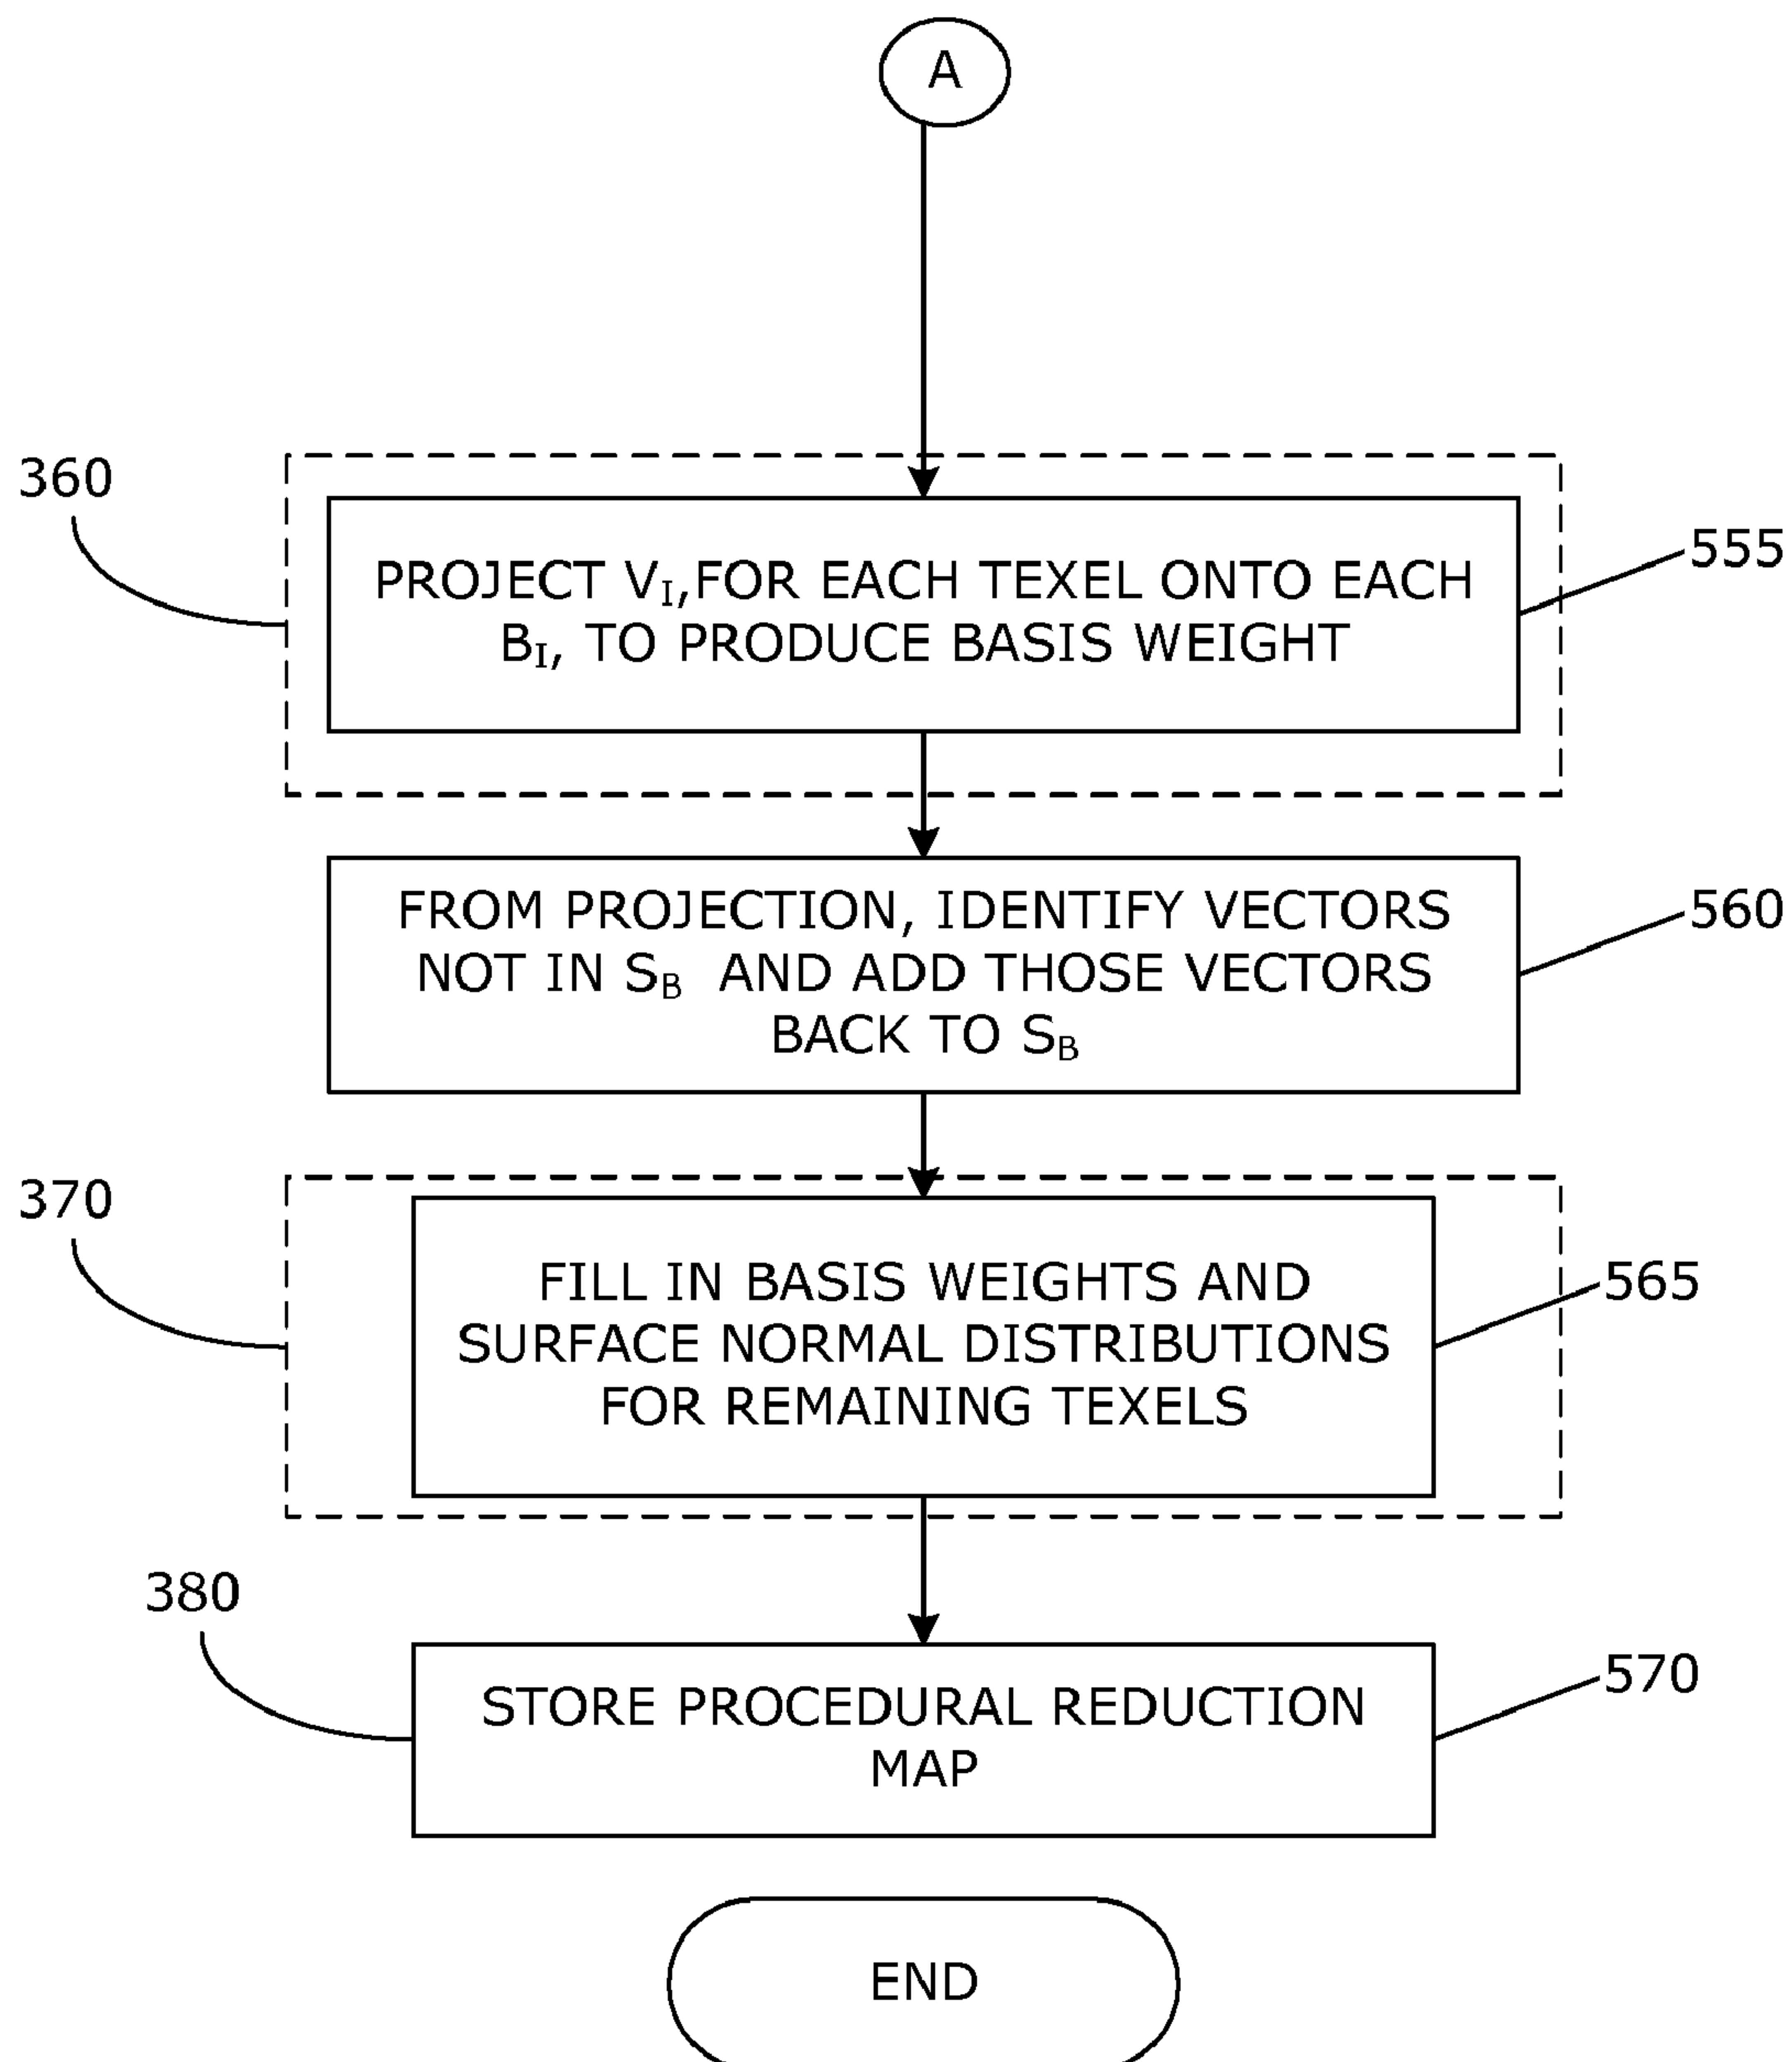 A
360
555
PROJECT VI,FOR EACH TEXEL ONTO EACH
BI, TO PRODUCE BASIS WEIGHT
560
FROM PROJECTION, IDENTIFY VECTORS
NOT IN SB AND ADD THOSE VECTORS
BACK TO SB
370
565
FILL IN BASIS WEIGHTS AND
SURFACE NORMAL DISTRIBUTIONS
FOR REMAINING TEXELS
380
570
STORE PROCEDURAL REDUCTION
MAP
END